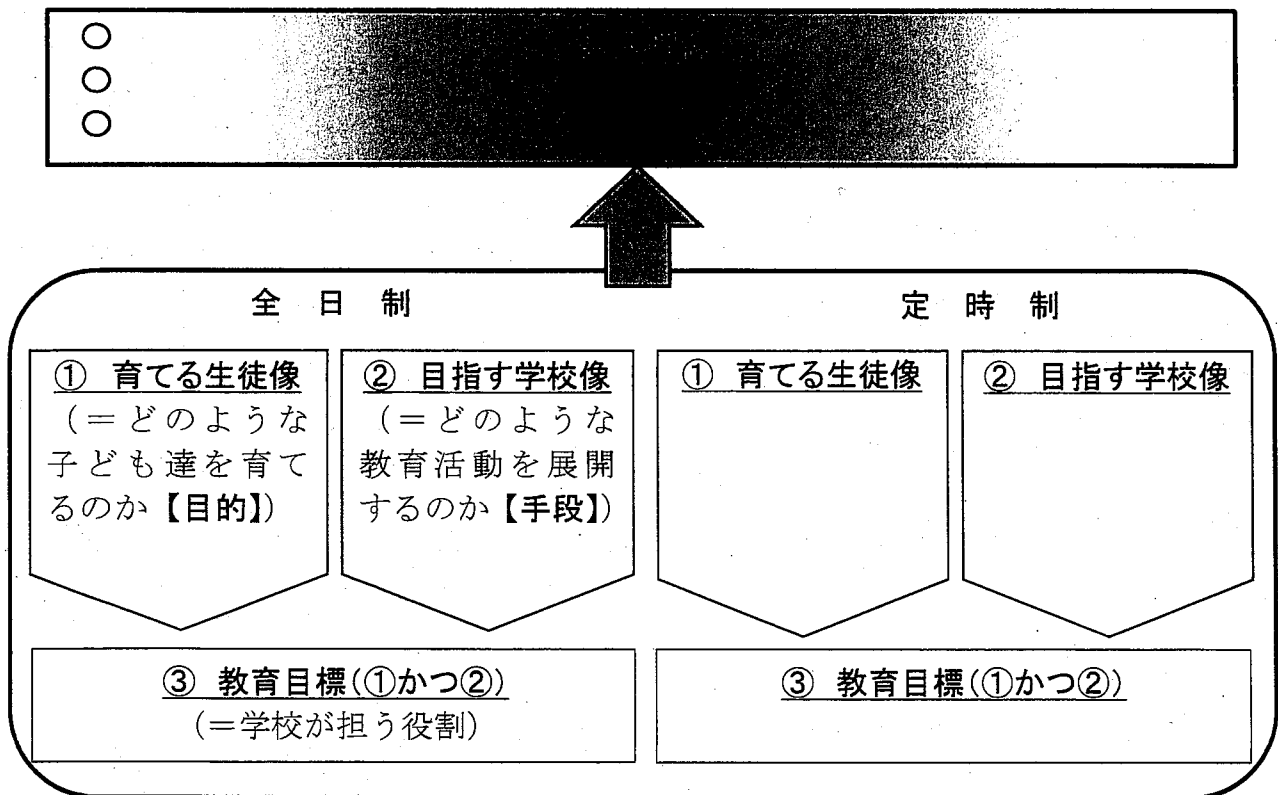 ○
○
○
全日制
① 育てる生徒像
(＝どのような
子ども達を育て
るのか【目的】)
② 目指す学校像
(＝どのような
教育活動を展開
するのか【手段】)
③ 教育目標(①かつ②)
(＝学校が担う役割)
定時制
① 育てる生徒像
② 目指す学校像
③ 教育目標(①かつ②)